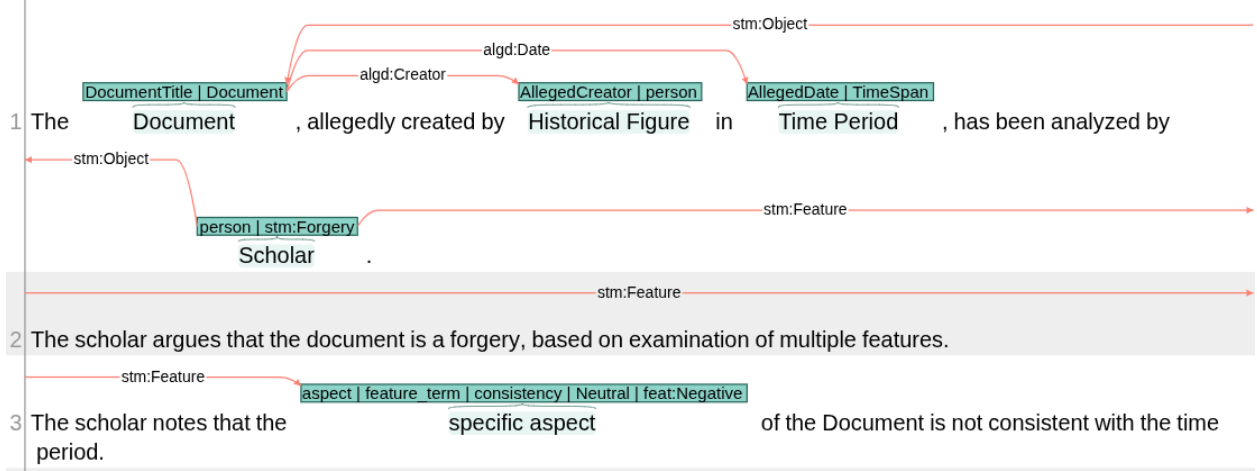 stm:Object
algd:Date
algd:Creator
DocumentTitle | Document AllegedCreator | person AllegedDate | TimeSpan
1 The Document , allegedly created by Historical Figure in Time Period , has been analyzed by
stm:Object
stm:Feature
person | stm:Forgery
Scholar .
stm:Feature
2 The scholar argues that the document is a forgery, based on examination of multiple features.
stm:Feature
aspect | feature_term | consistency | Neutral | feat:Negative
3 The scholar notes that the specific aspect of the Document is not consistent with the time
period.